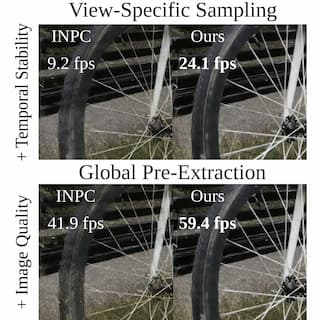 View-Specific Sampling
+ Temporal Stability
INPC
Ours
9.2 fps
24.1 fps
Global Pre-Extraction
+ Image Quality
INPC
Ours
41.9 fps
59.4 fps